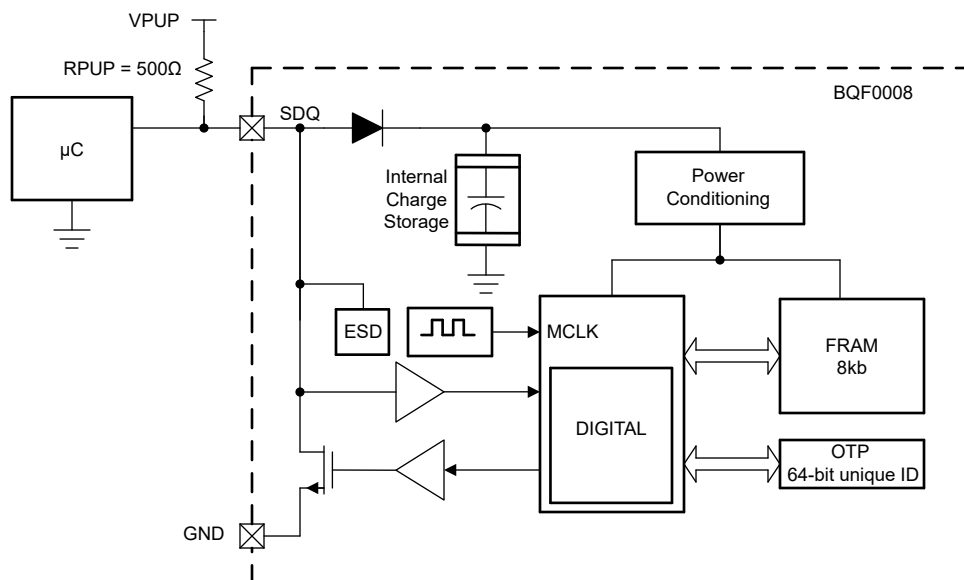 VPUP
RPUP = 500Ω
BQF0008
SDQ
µC
Internal
Charge
Storage
Power
Conditioning
ESD
MCLK
FRAM
8kb
DIGITAL
OTP
64-bit unique ID
GND